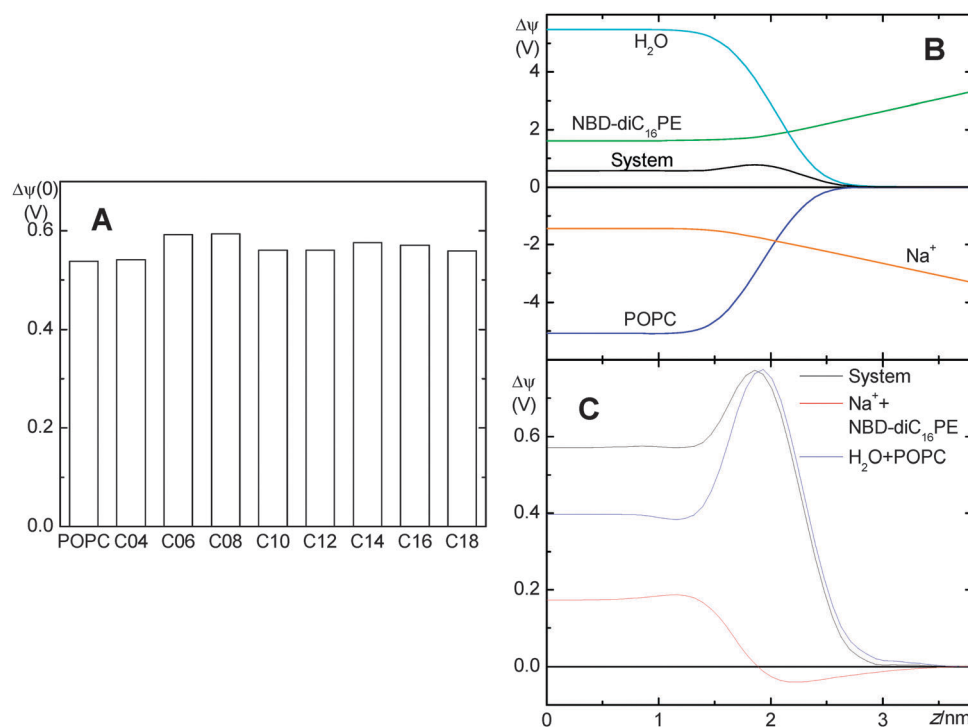 Δψ(0)
(V)
A
0.6
0.4
0.2
0.0
POPC C04 C06 C08 C10 C12 C14 C16 C18
Δψ
(V)
B
H₂O
4
NBD-diC₁₆PE
2
System
0
-2
Na⁺
-4
POPC
Δψ
(V)
C
System
Na⁺+
NBD-diC₁₆PE
H₂O+POPC
0.6
0.4
0.2
0.0
0 1 2 3 z/nm